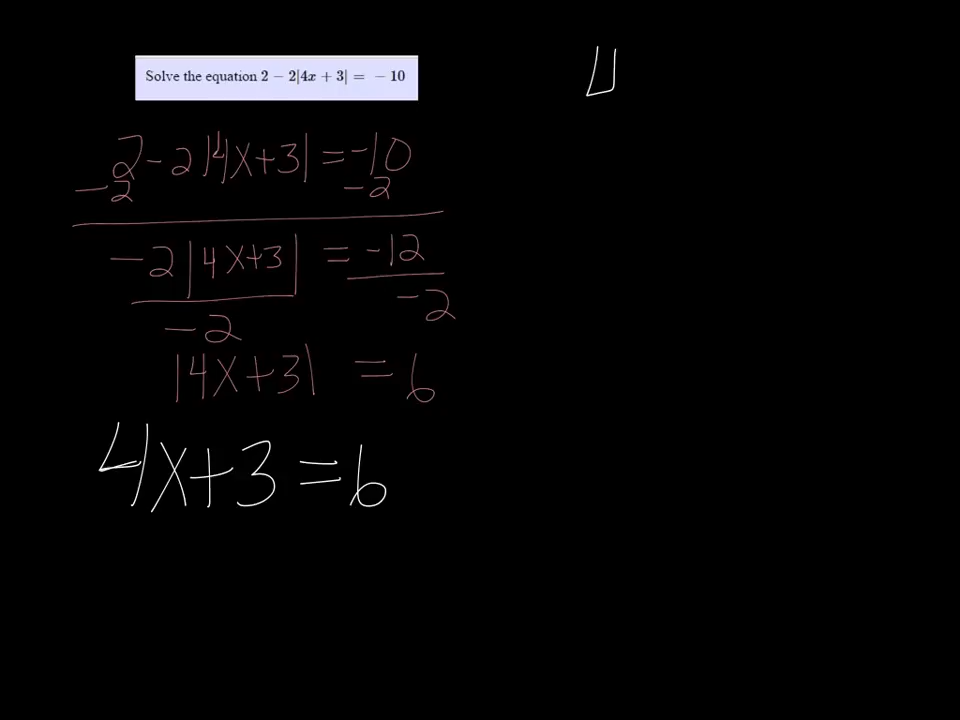 Solve the equation 2 − 2|4x + 3| = − 10
2-2|4x+3|=-10
-2 -2
-2|4x+3| = -12
-2 -2
|4x+3| = 6
4x+3=6